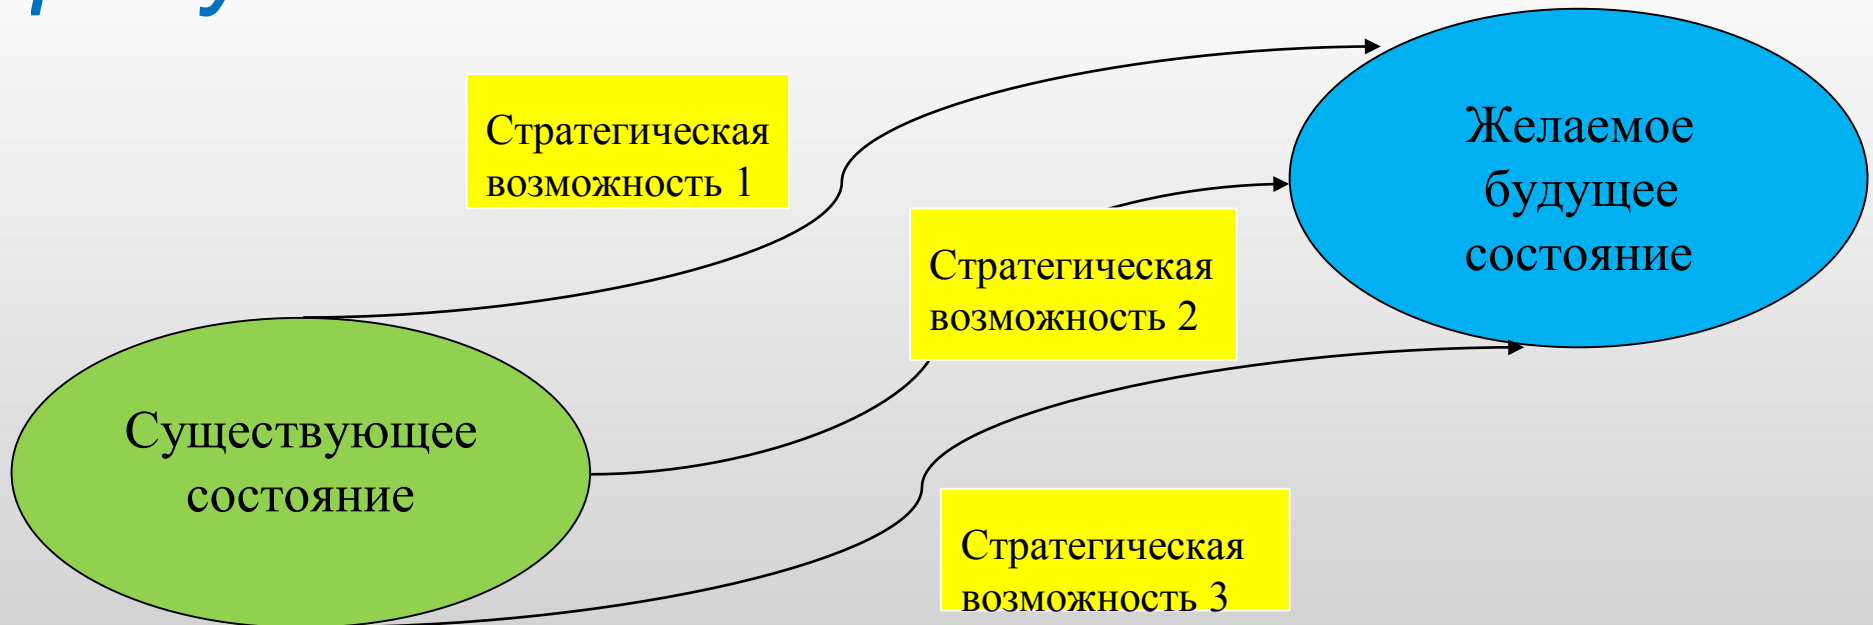 Стратегическая
возможность 1
Желаемое
будущее
состояние
Стратегическая
возможность 2
Существующее
состояние
Стратегическая
возможность 3